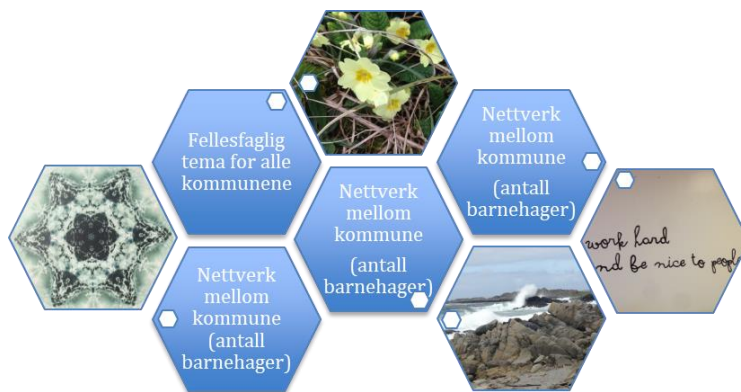 Fellesfaglig
tema for alle
kommunene
Nettverk
mellom
kommune
(antall
barnehager)
Nettverk
mellom
kommune
(antall
barnehager)
Nettverk
mellom
kommune
(antall
barnehager)
work hard
nd be nice to people